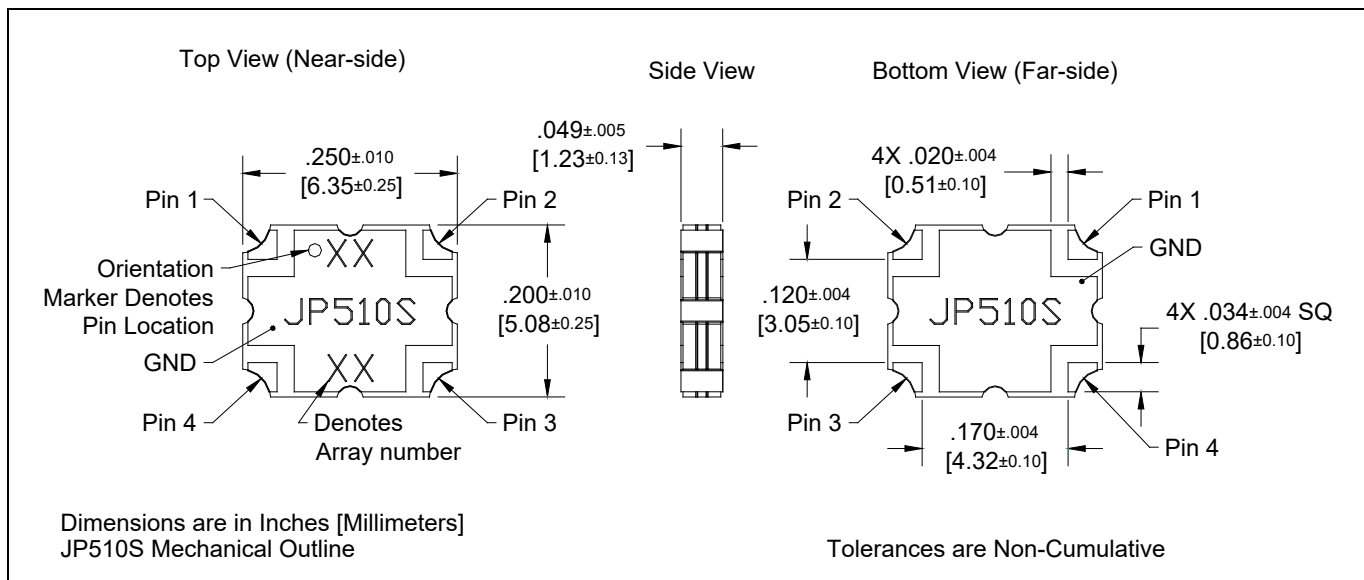 Top View (Near-side)
Side View
Bottom View (Far-side)
.250±.010
[6.35±0.25]
Pin 1
Pin 2
Orientation
Marker Denotes
Pin Location
GND
Pin 4
XX
JP510S
XX
.200±.010
[5.08±0.25]
Pin 3
Denotes
Array number
.049±.005
[1.23±0.13]
4X .020±.004
[0.51±0.10]
Pin 2
Pin 1
GND
.120±.004
[3.05±0.10]
JP510S
4X .034±.004 SQ
[0.86±0.10]
Pin 3
.170±.004
[4.32±0.10]
Pin 4
Dimensions are in Inches [Millimeters]
JP510S Mechanical Outline
Tolerances are Non-Cumulative